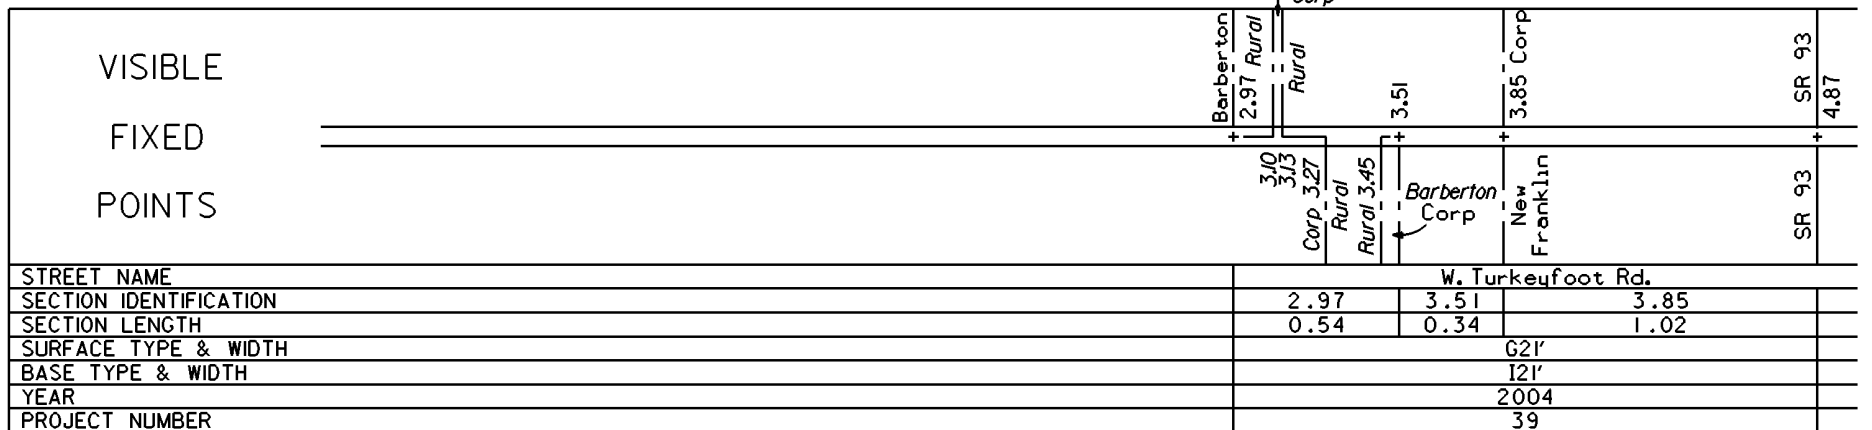 Corp
VISIBLE
FIXED
POINTS
Barberton
2.97 Rural
Rural
3.51
3.85 Corp
SR 93
4.87
3.10
3.13
Corp 3.27
Rural
Rural 3.45
Barberton
Corp
New
Franklin
SR 93
STREET NAME W. Turkeyfoot Rd.
SECTION IDENTIFICATION 2.97 3.51 3.85
SECTION LENGTH 0.54 0.34 1.02
SURFACE TYPE & WIDTH G21'
BASE TYPE & WIDTH I21'
YEAR 2004
PROJECT NUMBER 39